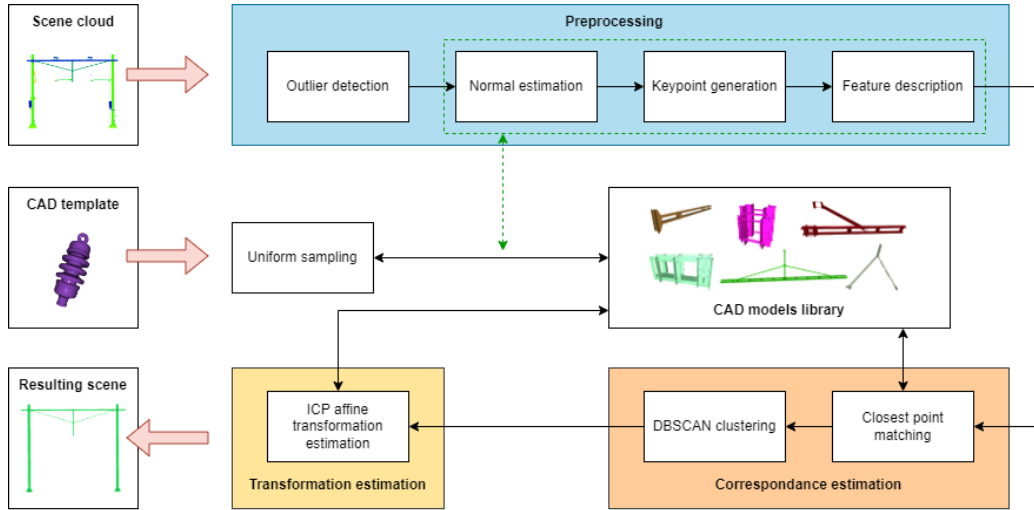 Scene cloud
Preprocessing
Outlier detection
Normal estimation
Keypoint generation
Feature description
CAD template
Uniform sampling
CAD models library
Resulting scene
ICP affine
transformation
estimation
DBSCAN clustering
Closest point
matching
Transformation estimation
Correspondance estimation